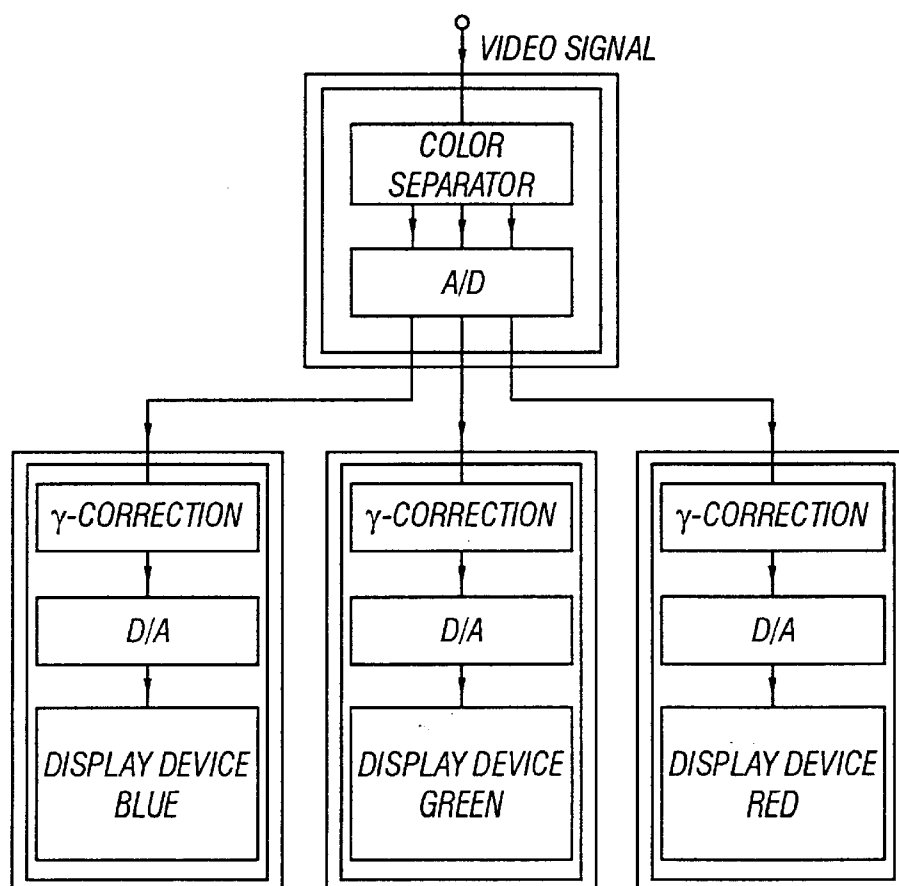 VIDEO SIGNAL
COLOR
SEPARATOR
A/D
γ-CORRECTION
D/A
DISPLAY DEVICE
BLUE
γ-CORRECTION
D/A
DISPLAY DEVICE
GREEN
γ-CORRECTION
D/A
DISPLAY DEVICE
RED